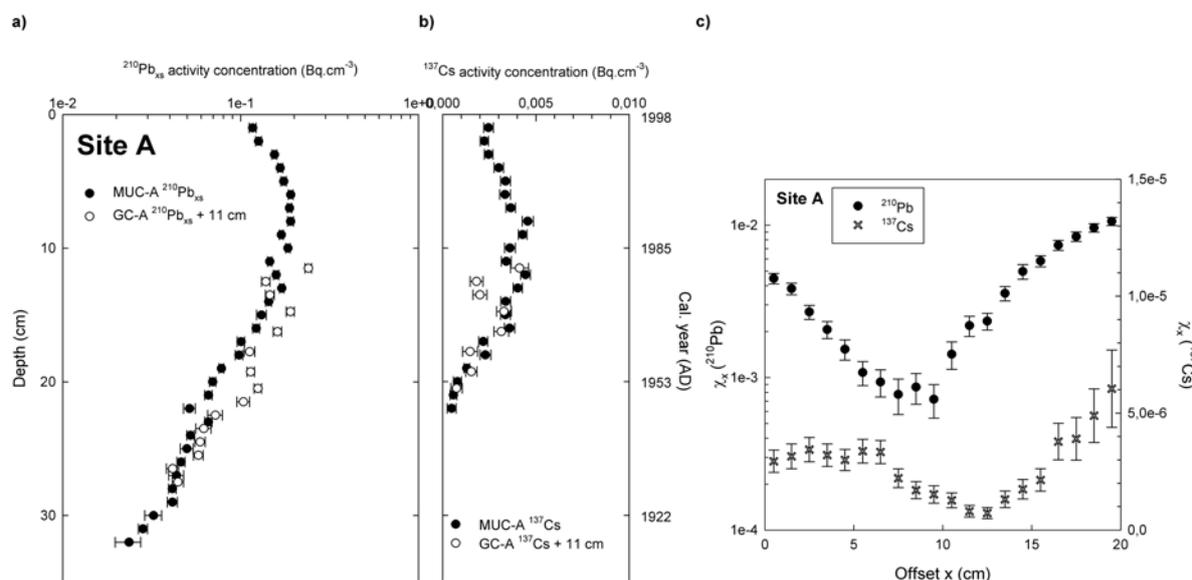 a)
b)
c)
²¹⁰Pbₓₛ activity concentration (Bq.cm⁻³)
1e-2 1e-1 1e+0
0
10
20
30
Depth (cm)
Site A
MUC-A ²¹⁰Pbₓₛ
GC-A ²¹⁰Pbₓₛ + 11 cm
¹³⁷Cs activity concentration (Bq.cm⁻³)
0,000 0,005 0,010
1998
1985
1953
1922
Cal. year (AD)
MUC-A ¹³⁷Cs
GC-A ¹³⁷Cs + 11 cm
Site A
²¹⁰Pb
¹³⁷Cs
1e-2
1e-3
1e-4
χₓ (²¹⁰Pb)
1,5e-5
1,0e-5
5,0e-6
0,0
0 5 10 15 20
Offset x (cm)